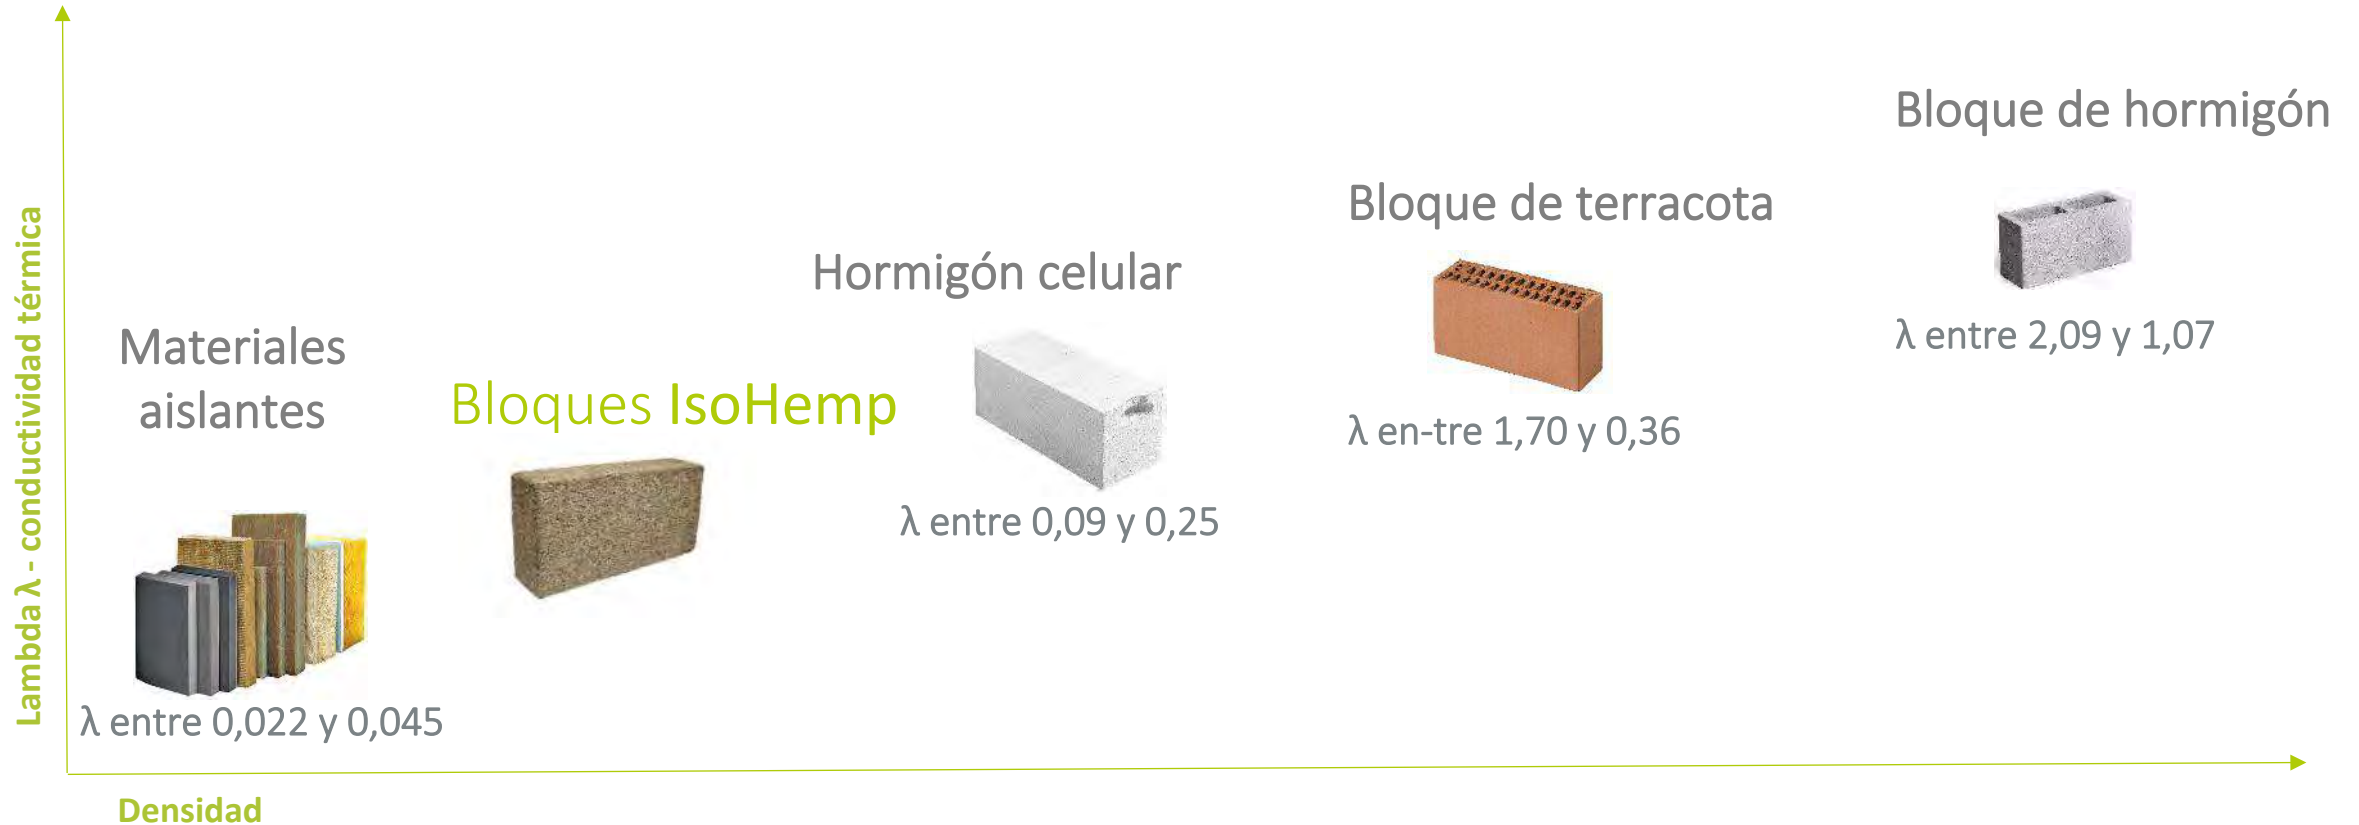 Bloque de hormigón
Bloque de terracota
Hormigón celular
Materiales
aislantes
Bloques IsoHemp
λ entre 2,09 y 1,07
λ en-tre 1,70 y 0,36
λ entre 0,09 y 0,25
λ entre 0,022 y 0,045
Lambda λ - conductividad térmica
Densidad